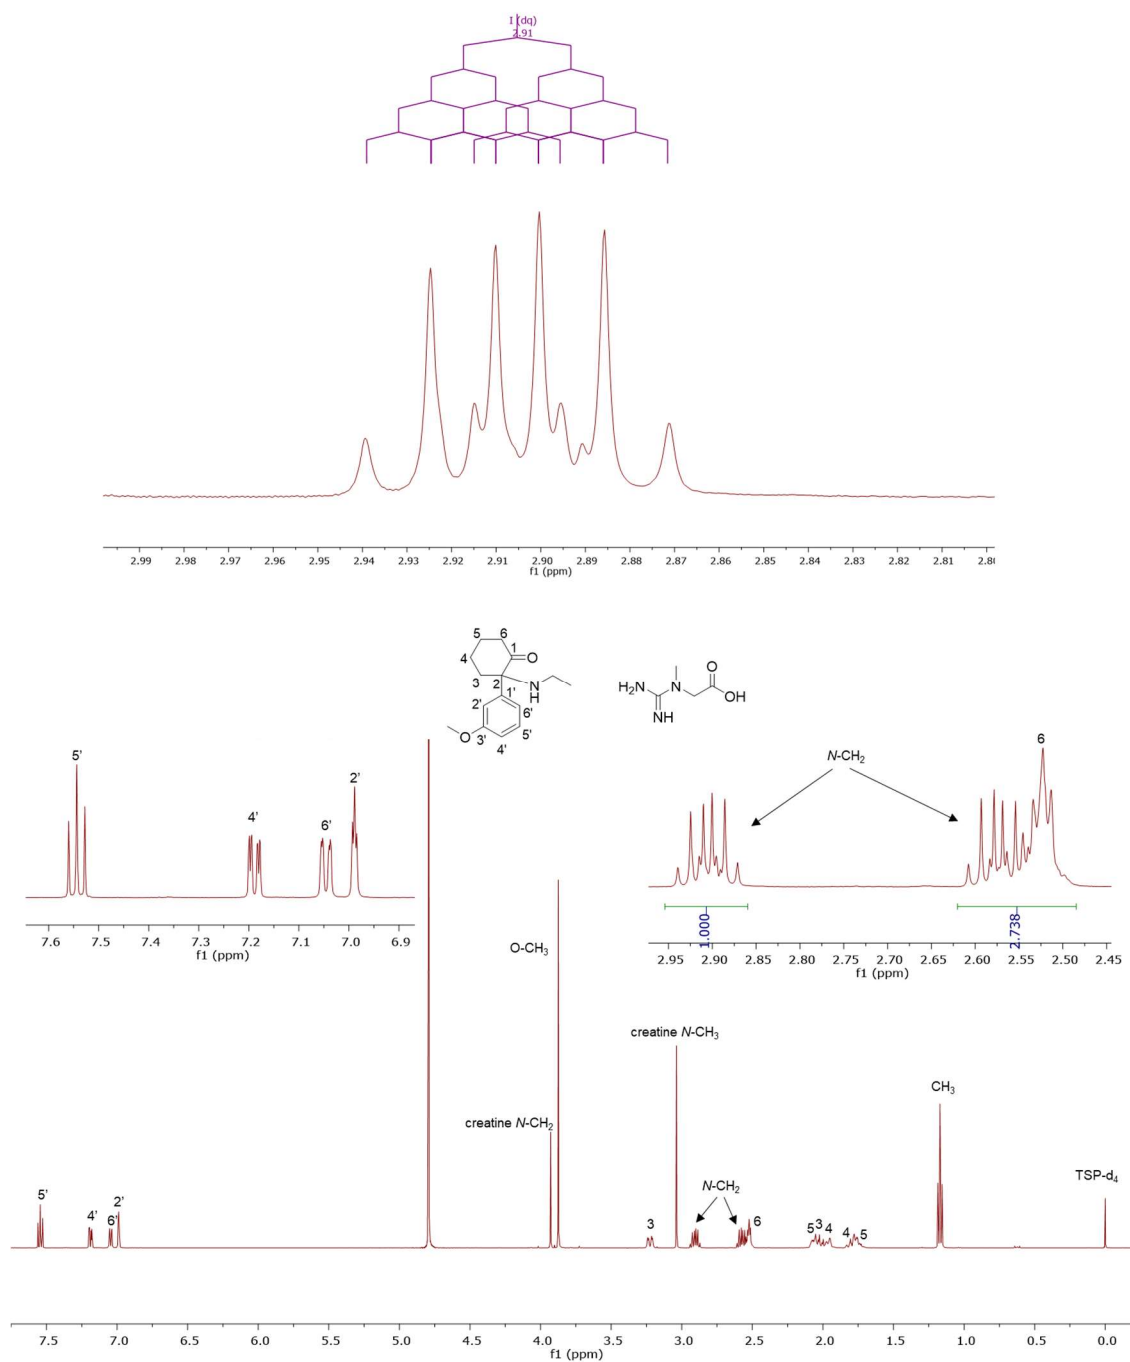 I (dq)
2.91
2.99 2.98 2.97 2.96 2.95 2.94 2.93 2.92 2.91 2.90 2.89 2.88 2.87 2.86 2.85 2.84 2.83 2.82 2.81 2.80
f1 (ppm)
5 6
4 1 O
3 2 NH
1'
2' 6'
O 3' 4' 5'
H2N N O OH
NH
5'
4'
6'
2'
7.6 7.5 7.4 7.3 7.2 7.1 7.0 6.9
f1 (ppm)
N-CH2
6
1.000
2.738
2.95 2.90 2.85 2.80 2.75 2.70 2.65 2.60 2.55 2.50 2.45
f1 (ppm)
O-CH3
creatine N-CH3
creatine N-CH2
CH3
TSP-d4
N-CH2
5' 4' 6' 2' 3 6 5 3 4 4 5
7.5 7.0 6.5 6.0 5.5 5.0 4.5 4.0 3.5 3.0 2.5 2.0 1.5 1.0 0.5 0.0
f1 (ppm)